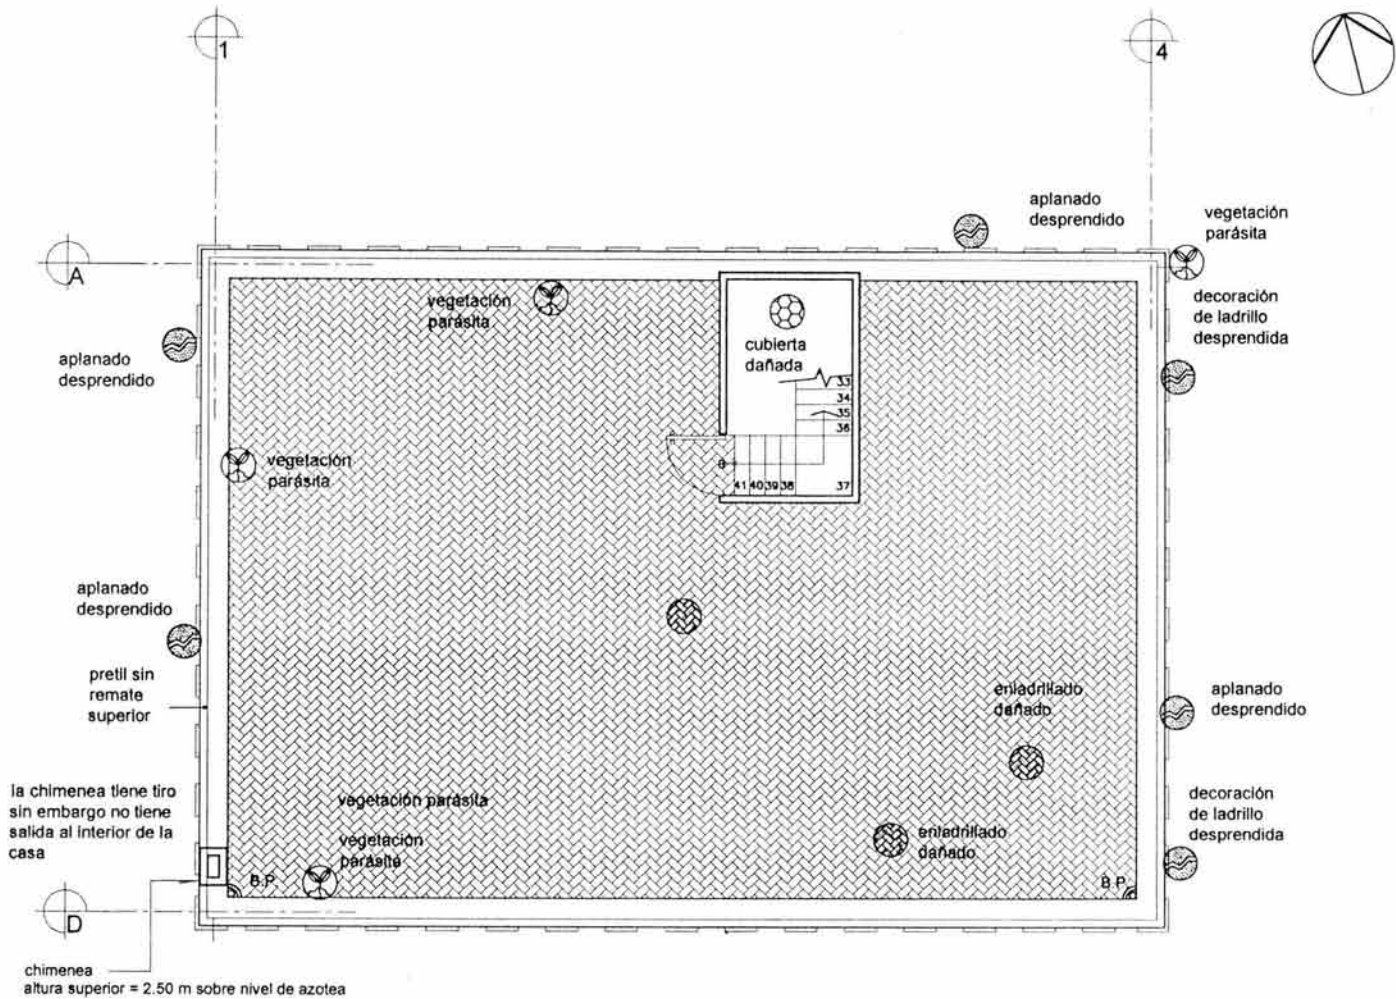 1
4
aplanado
desprendido
vegetación
parásita
A
vegetación
parásita
decoración
de ladrillo
desprendida
aplanado
desprendido
cubierta
dañada
33
34
35
36
vegetación
parásita
41 40 39 38 37
aplanado
desprendido
pretil sin
remate
superior
enladrillado
dañado
aplanado
desprendido
la chimenea tiene tiro
sin embargo no tiene
salida al interior de la
casa
vegetación parásita
vegetación
parásita
enladrillado
dañado
decoración
de ladrillo
desprendida
B.P.
B.P.
D
chimenea
altura superior = 2.50 m sobre nivel de azotea